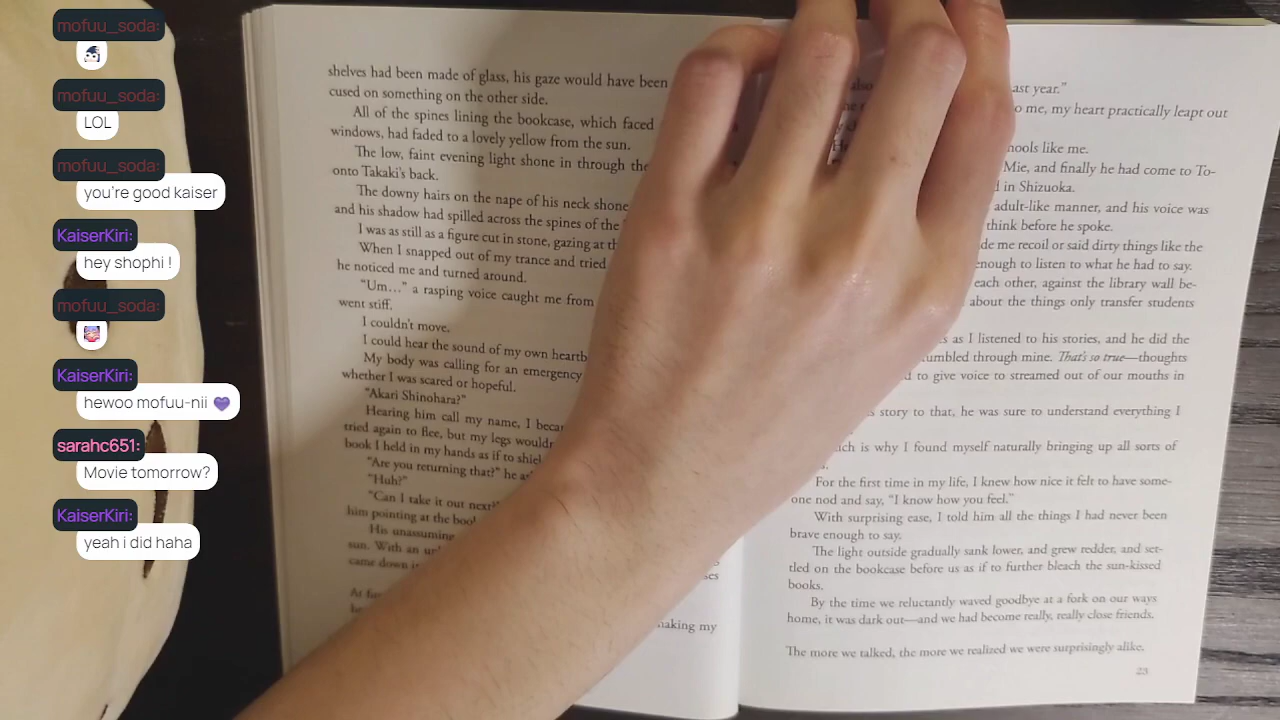 mofuu_soda:
mofuu_soda:
LOL
mofuu_soda:
you're good kaiser
KaiserKiri:
hey shophi !
mofuu_soda:
KaiserKiri:
hewoo mofuu-nii 💜
sarahc651:
Movie tomorrow?
KaiserKiri:
yeah i did haha
shelves had been made of glass, his gaze would have been
cused on something on the other side.
All of the spines lining the bookcase, which faced
windows, had faded to a lovely yellow from the sun.
The low, faint evening light shone in through the
onto Takaki's back.
The downy hairs on the nape of his neck shone
and his shadow had spilled across the spines of the
I was as still as a figure cut in stone, gazing at th
When I snapped out of my trance and tried
he noticed me and turned around.
"Um…" a rasping voice caught me from
went stiff.
I couldn't move.
I could hear the sound of my own heartb
My body was calling for an emergency
whether I was scared or hopeful.
"Akari Shinohara?"
Hearing him call my name, I beca
tried again to flee, but my legs wouldn
book I held in my hands as if to shiel
"Are you returning that?" he as
"Huh?"
"Can I take it out next?
him pointing at the boo
His unassuming
sun. With an
came down
making my
also
ast year."
o me, my heart practically leapt out
hools like me.
Mie, and finally he had come to To-
d in Shizuoka.
adult-like manner, and his voice was
think before he spoke.
de me recoil or said dirty things like the
enough to listen to what he had to say.
each other, against the library wall be-
about the things only transfer students
s as I listened to his stories, and he did the
umbled through mine. That's so true—thoughts
d to give voice to streamed out of our mouths in
s story to that, he was sure to understand everything I
ich is why I found myself naturally bringing up all sorts of
For the first time in my life, I knew how nice it felt to have some-
one nod and say, "I know how you feel."
With surprising ease, I told him all the things I had never been
brave enough to say.
The light outside gradually sank lower, and grew redder, and set-
tled on the bookcase before us as if to further bleach the sun-kissed
books.
By the time we reluctantly waved goodbye at a fork on our ways
home, it was dark out—and we had become really, really close friends.
The more we talked, the more we realized we were surprisingly alike.
23